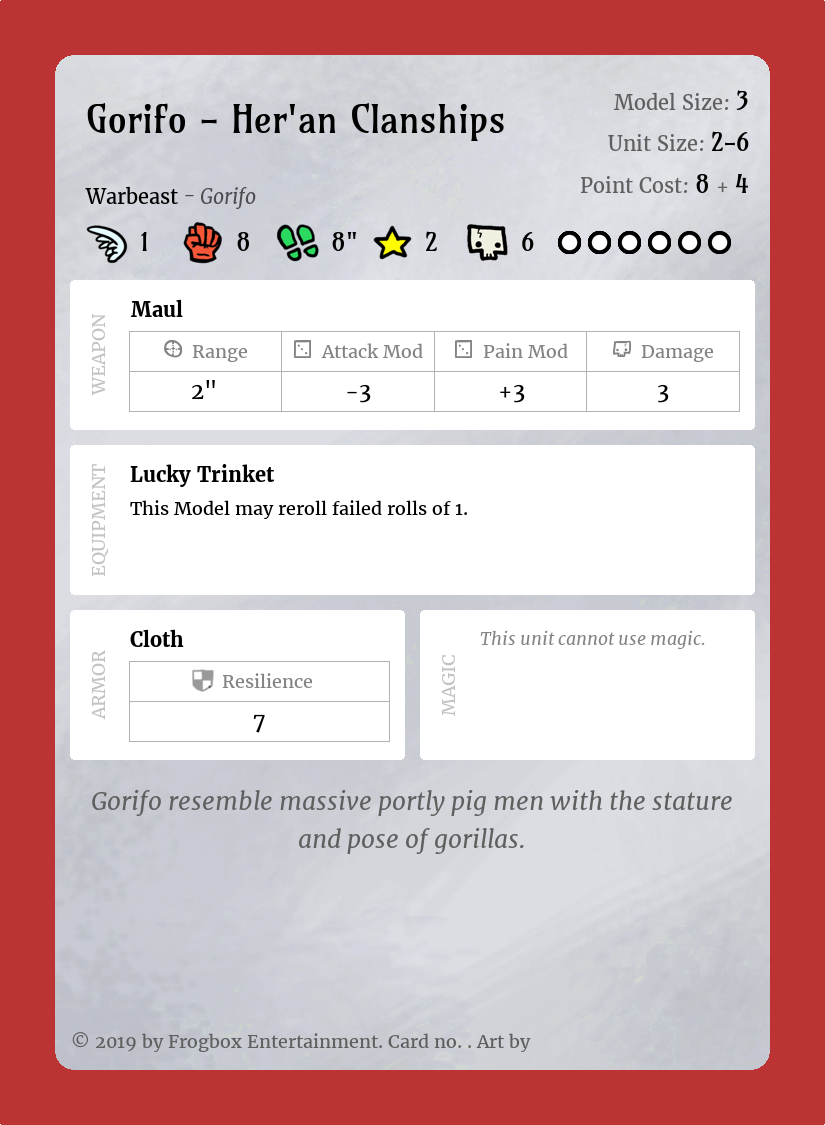 Gorifo – Her'an Clanships
Model Size: 3
Unit Size: 2–6
Point Cost: 8 + 4
Warbeast – Gorifo
1 8 8" 2 6
WEAPON
Maul
Range Attack Mod Pain Mod Damage
2" -3 +3 3
EQUIPMENT
Lucky Trinket
This Model may reroll failed rolls of 1.
ARMOR
Cloth
Resilience
7
MAGIC
This unit cannot use magic.
Gorifo resemble massive portly pig men with the stature
and pose of gorillas.
© 2019 by Frogbox Entertainment. Card no. . Art by